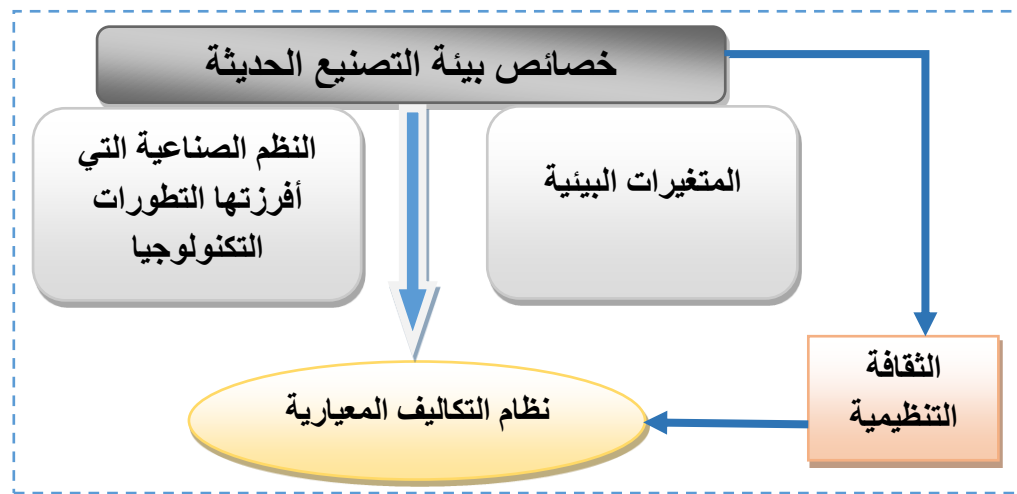 خصائص بيئة التصنيع الحديثة
المتغيرات البيئية
النظم الصناعية التي
أفرزتها التطورات
التكنولوجيا
الثقافة
التنظيمية
نظام التكاليف المعيارية